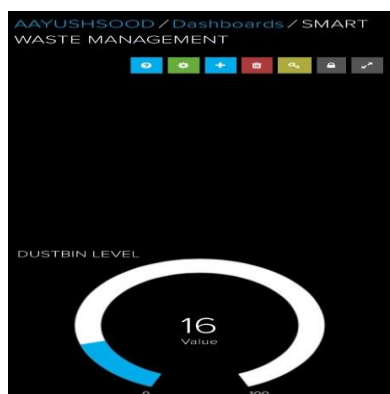 AAYUSHSOOD / Dashboards / SMART
WASTE MANAGEMENT
DUSTBIN LEVEL
16
Value
0 100